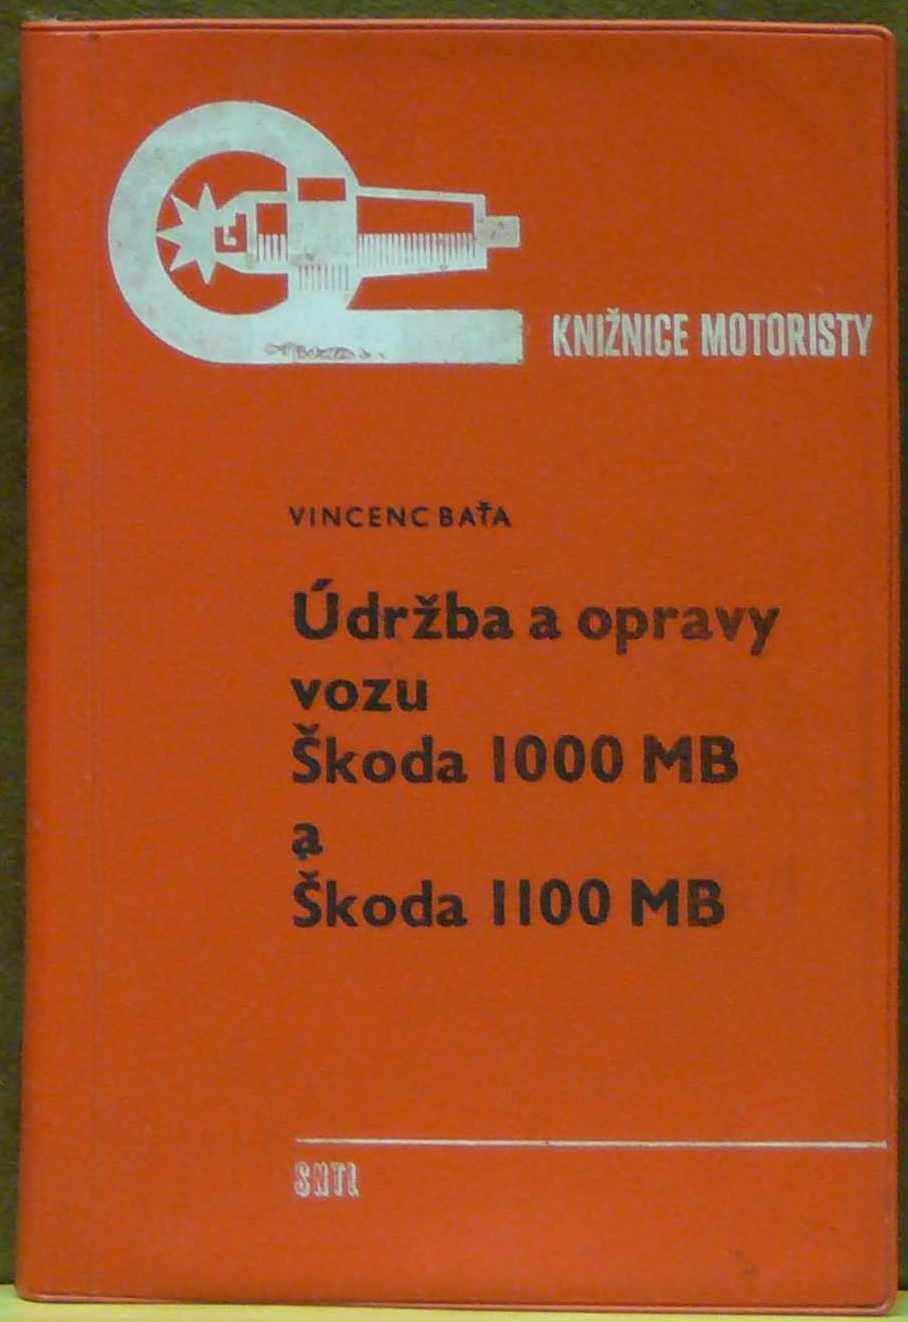 KNIŽNICE MOTORISTY
VINCENC BAŤA
Údržba a opravy
vozu
Škoda 1000 MB
a
Škoda 1100 MB
SNTL